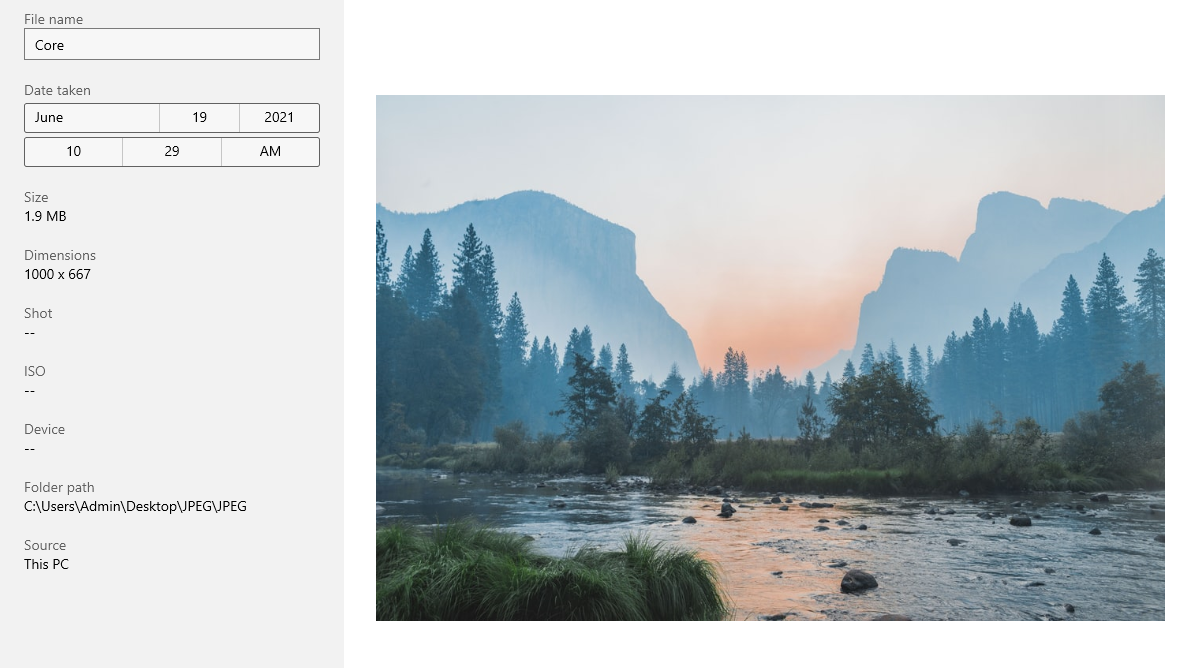 File name
Core
Date taken
June 19 2021
10 29 AM
Size
1.9 MB
Dimensions
1000 x 667
Shot
--
ISO
--
Device
--
Folder path
C:\Users\Admin\Desktop\JPEG\JPEG
Source
This PC